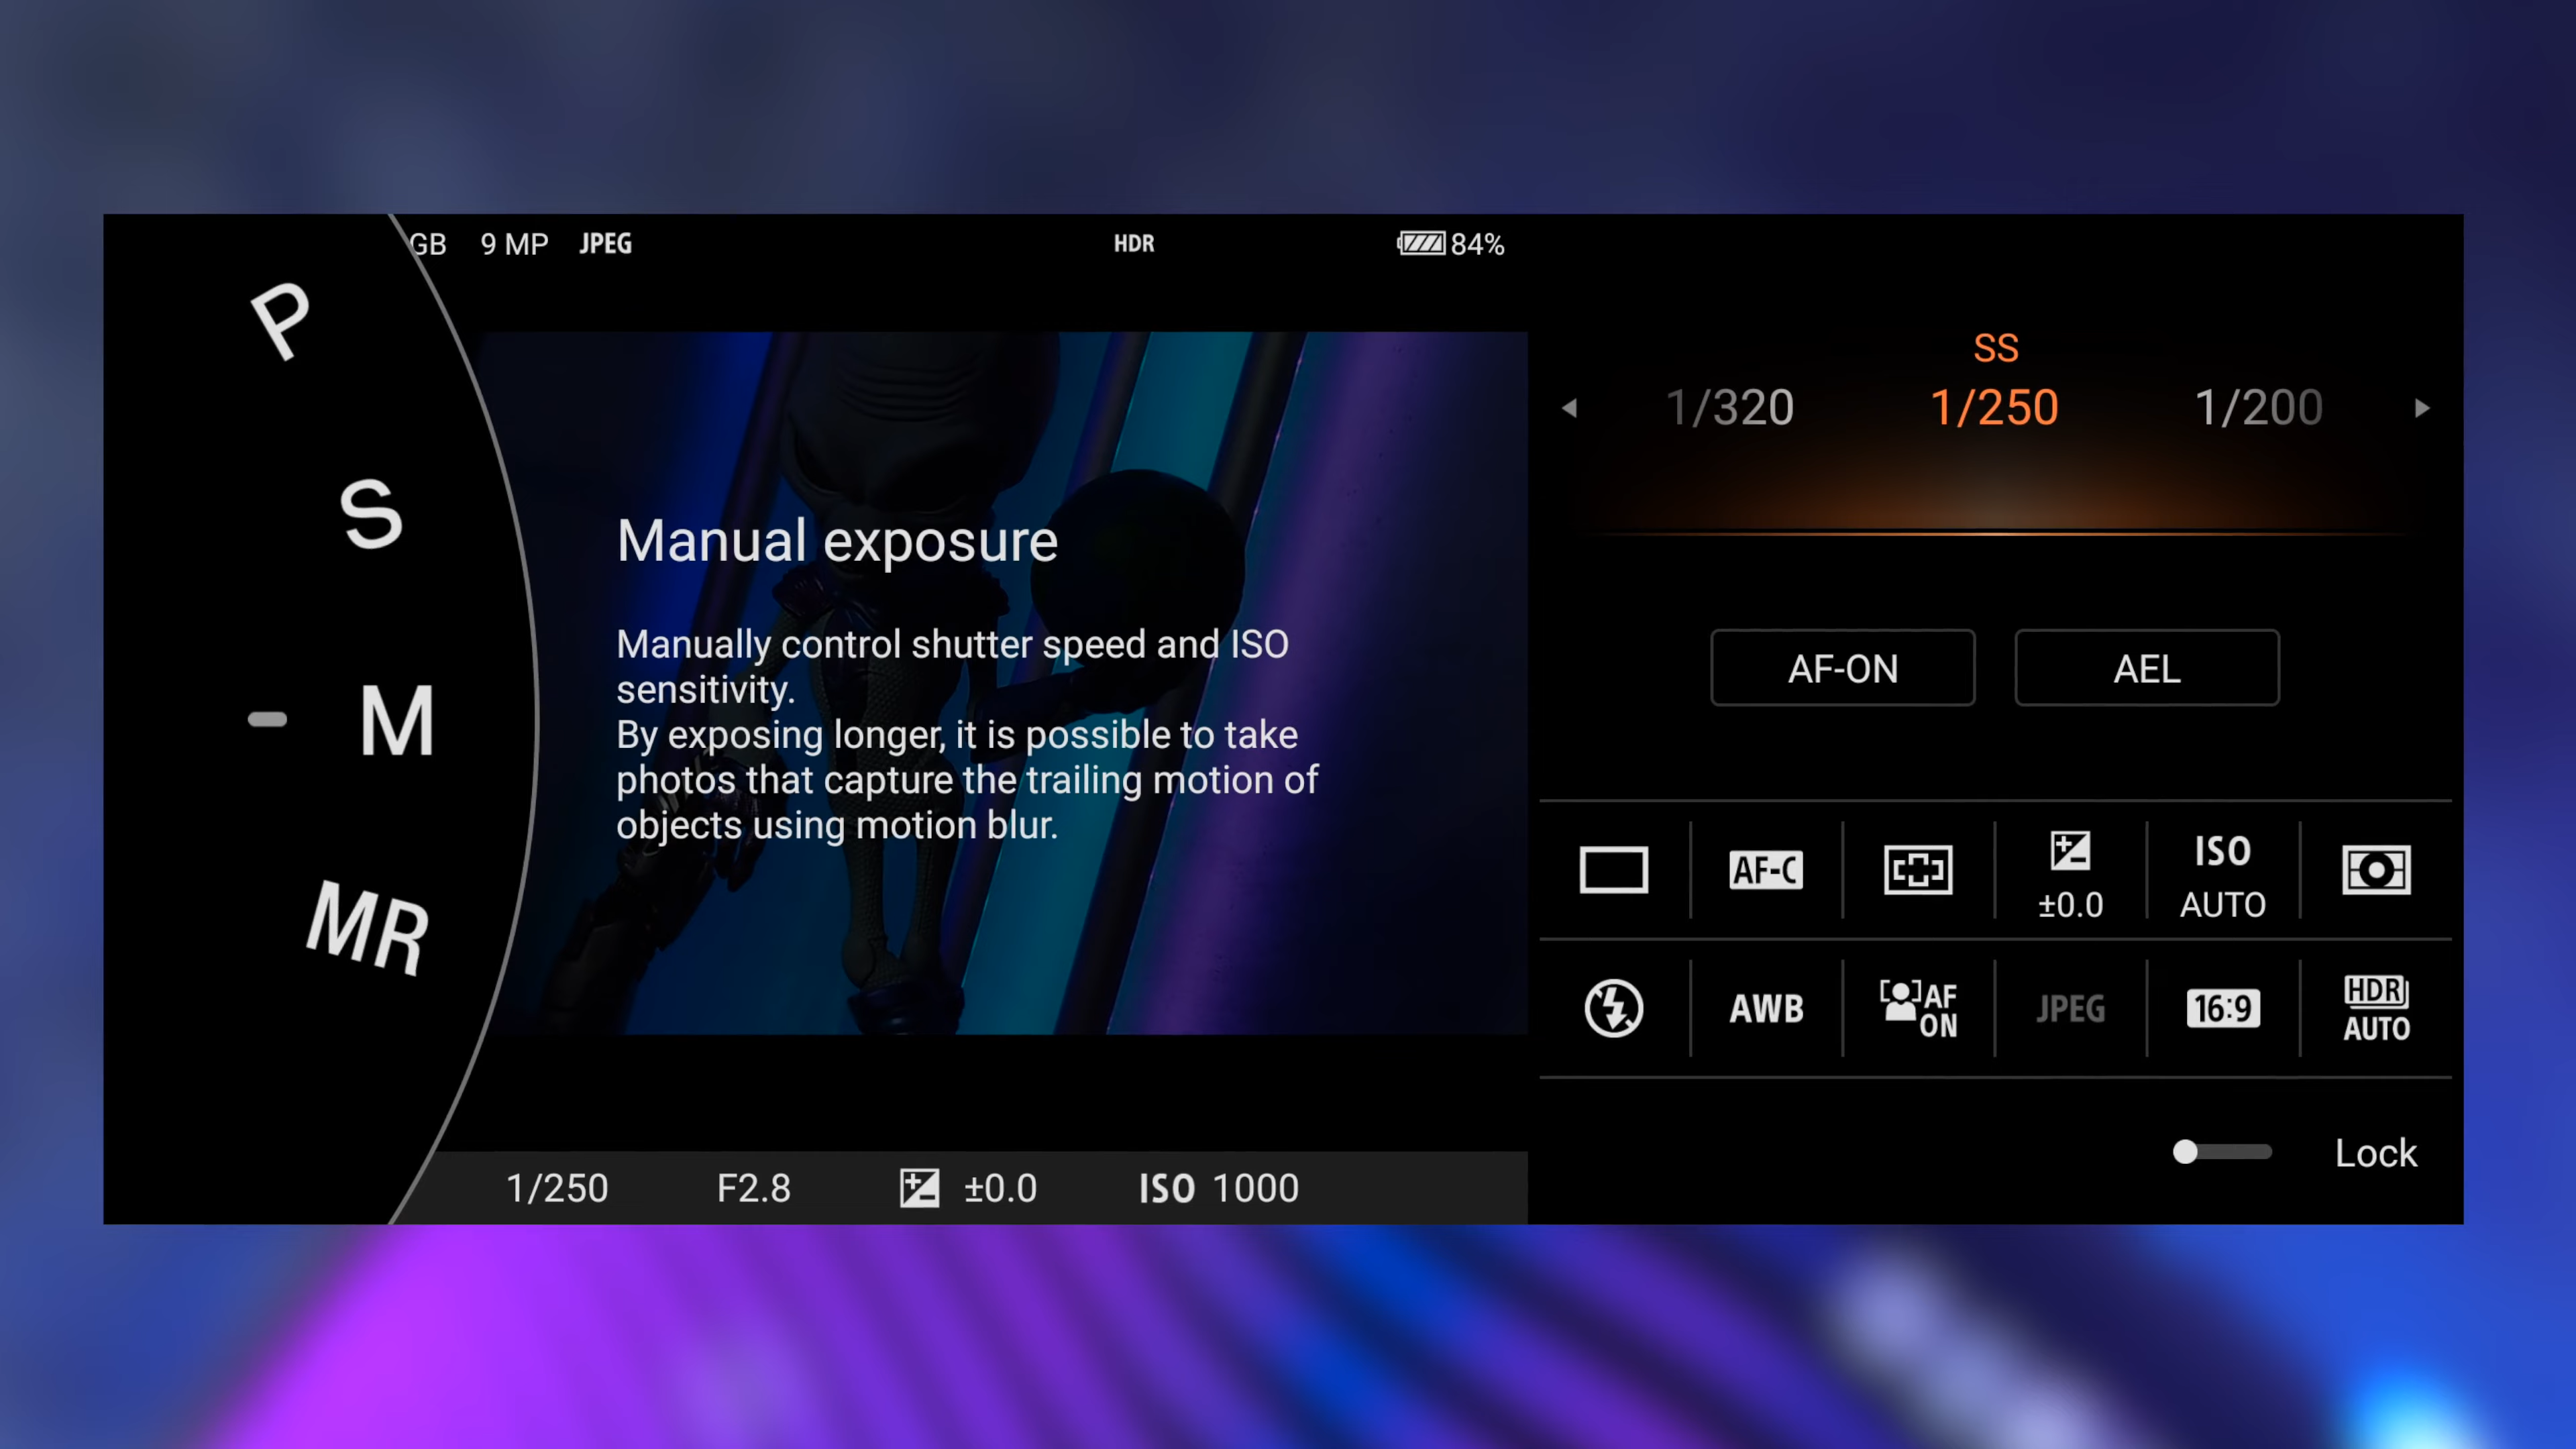 GB 9 MP JPEG HDR 84%
P
S
M
MR
Manual exposure
Manually control shutter speed and ISO
sensitivity.
By exposing longer, it is possible to take
photos that capture the trailing motion of
objects using motion blur.
1/250 F2.8 ±0.0 ISO 1000
SS
1/320 1/250 1/200
AF-ON AEL
AF-C ±0.0 ISO AUTO
AWB AF ON JPEG 16:9 HDR AUTO
Lock